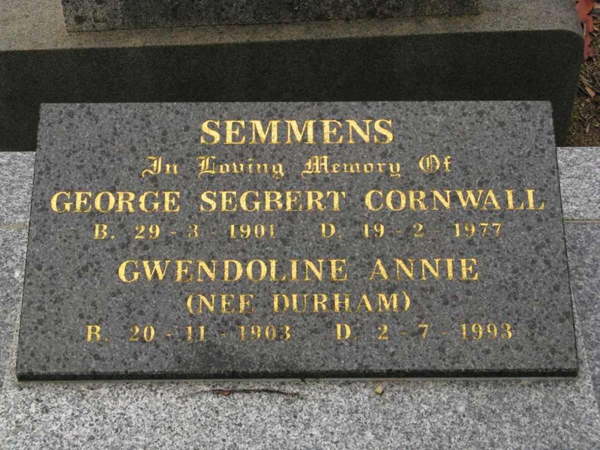 SEMMENS
In Loving Memory Of
GEORGE SEGBERT CORNWALL
B. 29-3-1901 D. 19-2-1977
GWENDOLINE ANNIE
(NEE DURHAM)
B. 20-11-1903 D. 2-7-1993